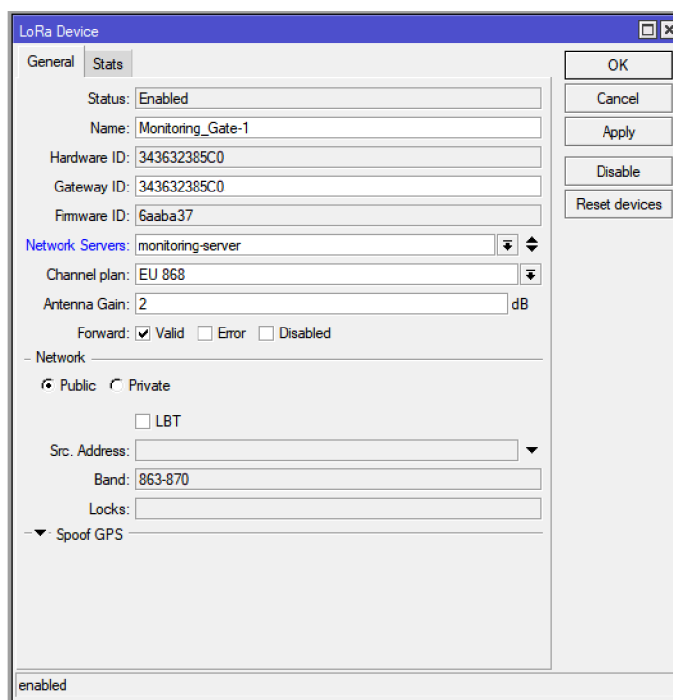 LoRa Device
General Stats
Status: Enabled
Name: Monitoring_Gate-1
Hardware ID: 343632385C0
Gateway ID: 343632385C0
Firmware ID: 6aaba37
Network Servers: monitoring-server
Channel plan: EU 868
Antenna Gain: 2 dB
Forward: Valid Error Disabled
Network
Public Private
LBT
Src. Address:
Band: 863-870
Locks:
Spoof GPS
OK
Cancel
Apply
Disable
Reset devices
enabled